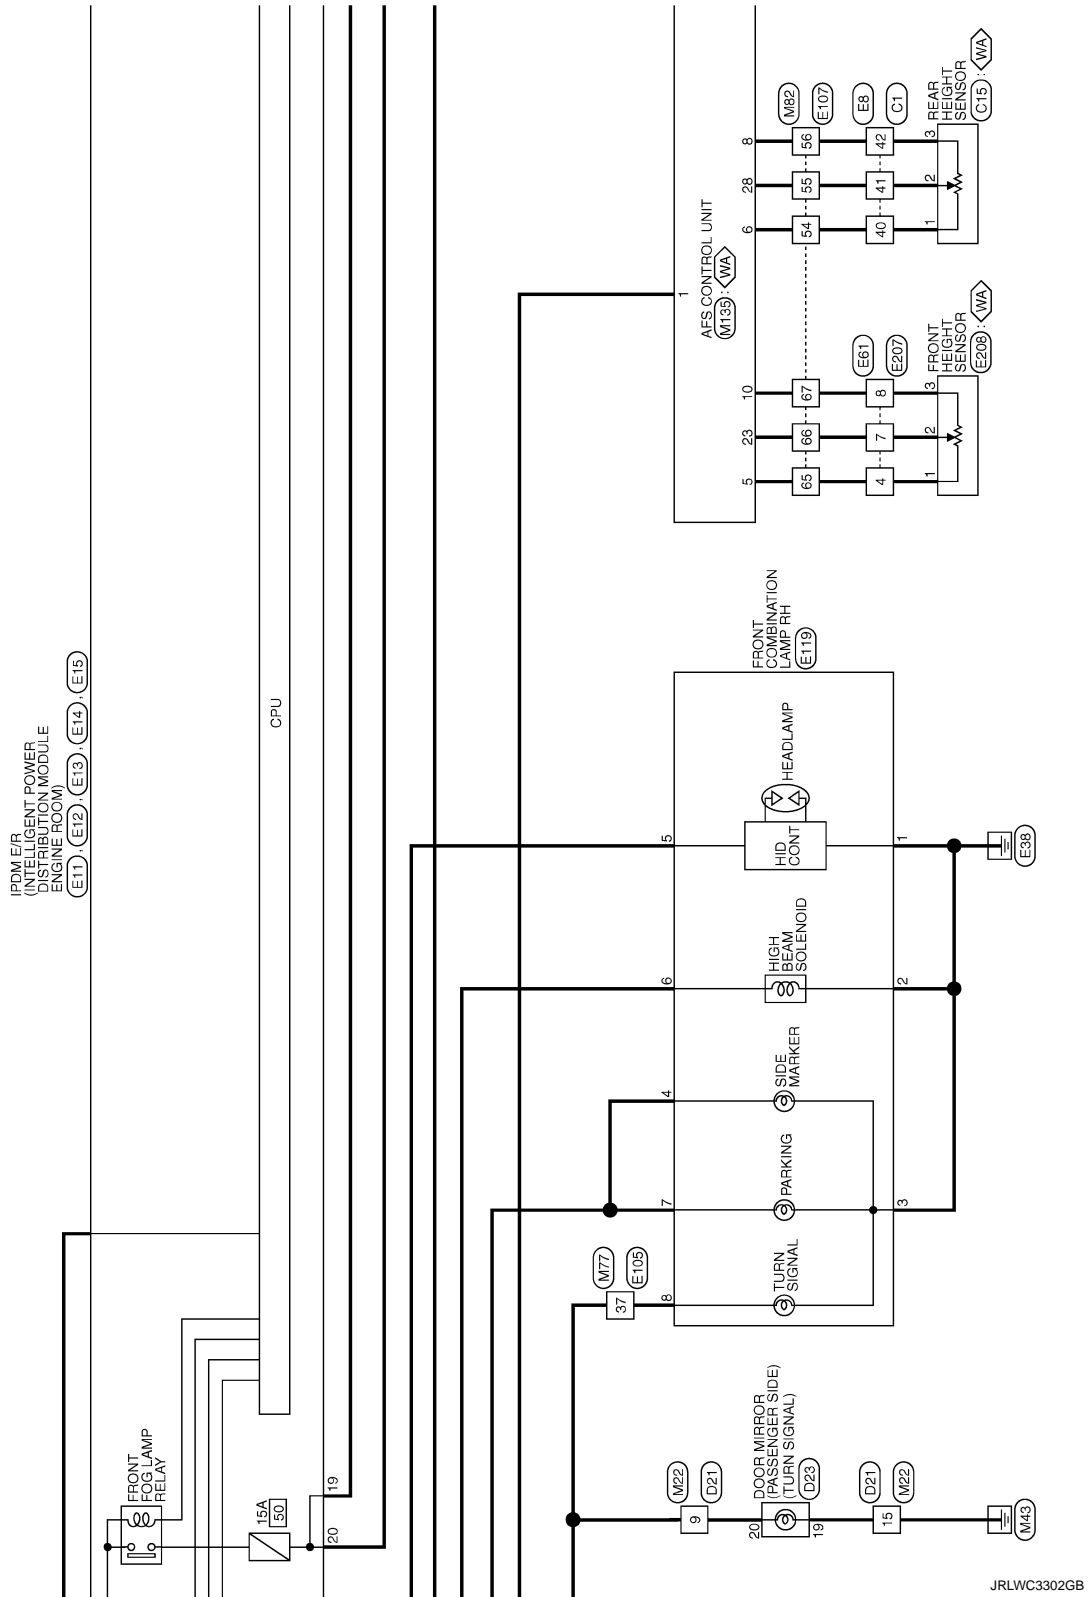 IPDM E/R
(INTELLIGENT POWER
DISTRIBUTION MODULE
ENGINE ROOM)
E11 , E12 , E13 , E14 , E15
CPU
FRONT
FOG LAMP
RELAY
15A
50
20
19
M82
E107
E8
C1
REAR
HEIGHT
SENSOR
C15 : WA
8
56
42
3
28
55
41
2
6
54
40
1
AFS CONTROL UNIT
M135 : WA
1
E61
E207
FRONT
HEIGHT
SENSOR
E208 : WA
10
67
8
3
23
66
7
2
5
65
4
1
FRONT
COMBINATION
LAMP RH
E119
5
HID
CONT
HEADLAMP
1
E38
6
HIGH
BEAM
SOLENOID
2
4
SIDE
MARKER
7
PARKING
3
M77
E105
37
8
TURN
SIGNAL
M22
D21
9
20
DOOR MIRROR
(PASSENGER SIDE)
(TURN SIGNAL)
D23
19
D21
M22
15
M43
JRLWC3302GB